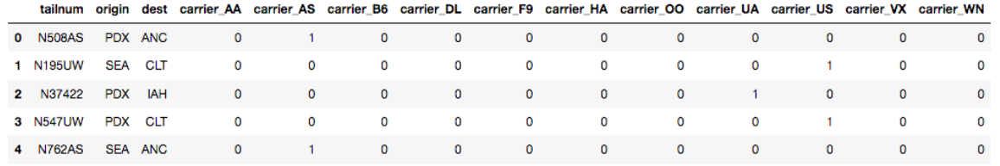 tailnum origin dest carrier_AA carrier_AS carrier_B6 carrier_DL carrier_F9 carrier_HA carrier_OO carrier_UA carrier_US carrier_VX carrier_WN
0 N508AS PDX ANC 0 1 0 0 0 0 0 0 0 0 0
1 N195UW SEA CLT 0 0 0 0 0 0 0 0 1 0 0
2 N37422 PDX IAH 0 0 0 0 0 0 0 1 0 0 0
3 N547UW PDX CLT 0 0 0 0 0 0 0 0 1 0 0
4 N762AS SEA ANC 0 1 0 0 0 0 0 0 0 0 0